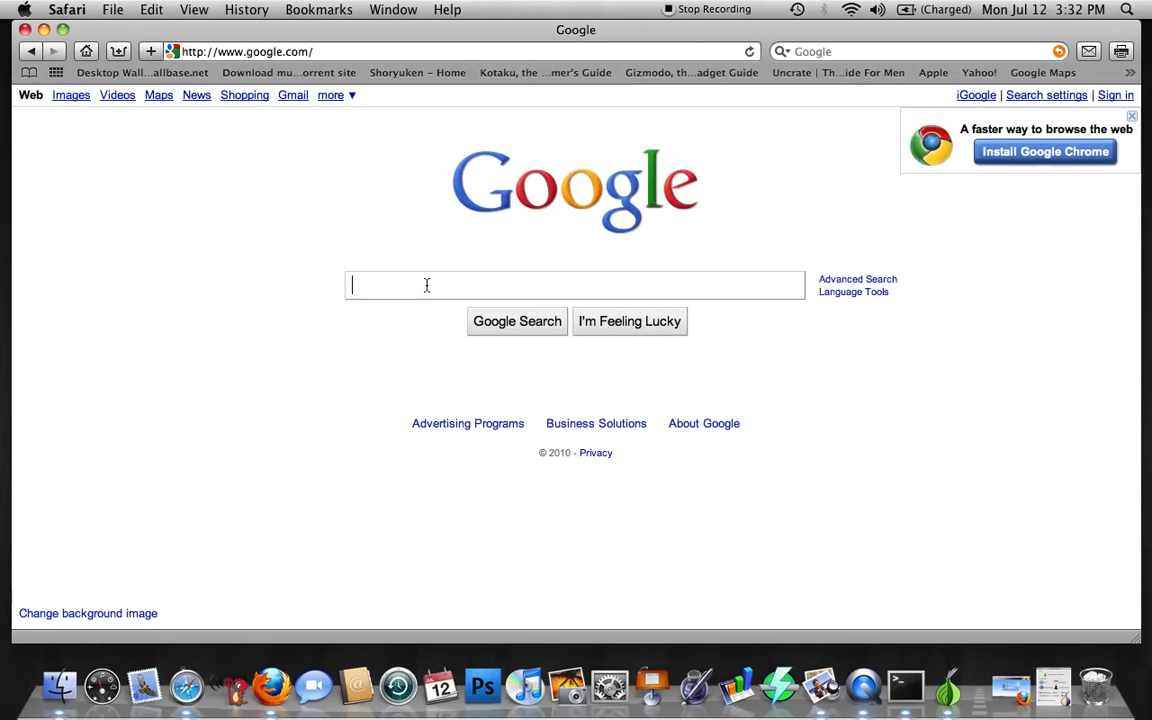 Safari File Edit View History Bookmarks Window Help Stop Recording (Charged) Mon Jul 12 3:32 PM
Google
http://www.google.com/ Google
Desktop Wall...allbase.net Download mu...orrent site Shoryuken - Home Kotaku, the ...mer's Guide Gizmodo, th...adget Guide Uncrate | Th...ide For Men Apple Yahoo! Google Maps »
Web Images Videos Maps News Shopping Gmail more ▼ iGoogle | Search settings | Sign in
A faster way to browse the web
Install Google Chrome
Google
Advanced Search
Language Tools
Google Search I'm Feeling Lucky
Advertising Programs Business Solutions About Google
© 2010 - Privacy
Change background image
12 Ps